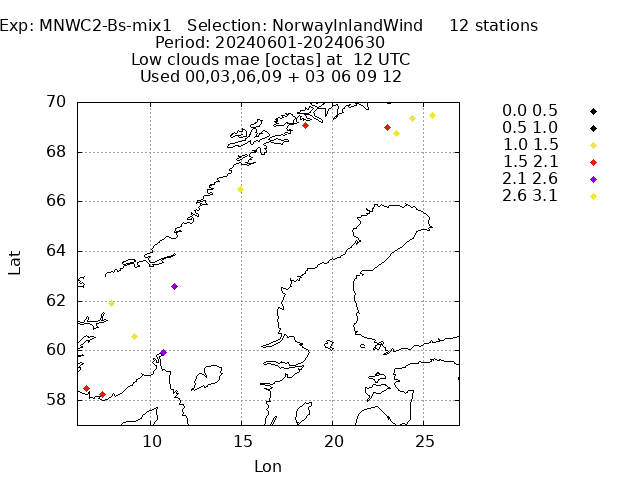 Exp: MNWC2-Bs-mix1 Selection: NorwayInlandWind 12 stations
Period: 20240601-20240630
Low clouds mae [octas] at 12 UTC
Used 00,03,06,09 + 03 06 09 12
70
68
66
64
62
60
58
Lat
10
15
20
25
Lon
0.0 0.5
0.5 1.0
1.0 1.5
1.5 2.1
2.1 2.6
2.6 3.1